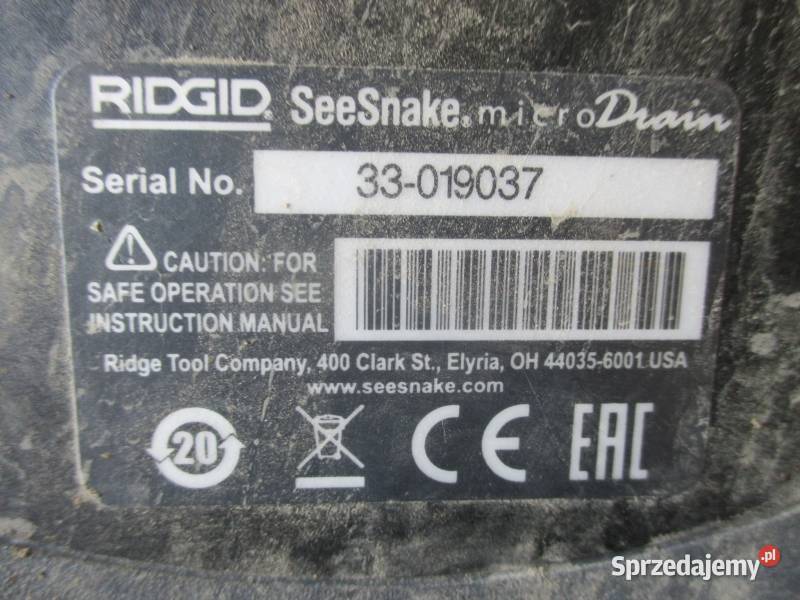 RIDGID SeeSnake® microDrain
Serial No. 33-019037
CAUTION: FOR
SAFE OPERATION SEE
INSTRUCTION MANUAL
Ridge Tool Company, 400 Clark St., Elyria, OH 44035-6001 USA
www.seesnake.com
20 CE EAC
Sprzedajemy.pl